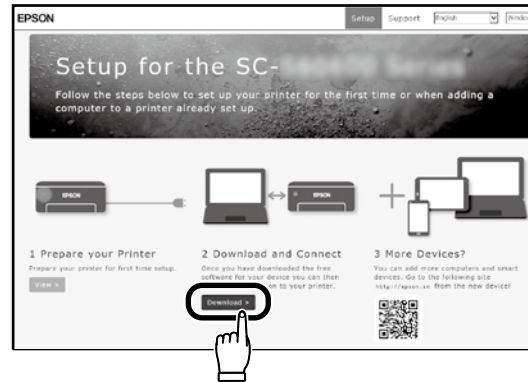 EPSON
Setup Support English Windo
Setup for the SC-
Follow the steps below to set up your printer for the first time or when adding a
computer to a printer already set up.
EPSON
EPSON
1 Prepare your Printer
Prepare your printer for first time setup.
View »
2 Download and Connect
Once you have downloaded the free
software for your device you can then
on to your printer.
Download »
3 More Devices?
You can add more computers and smart
devices. Go to the following site
http://epson.sn from the new device!